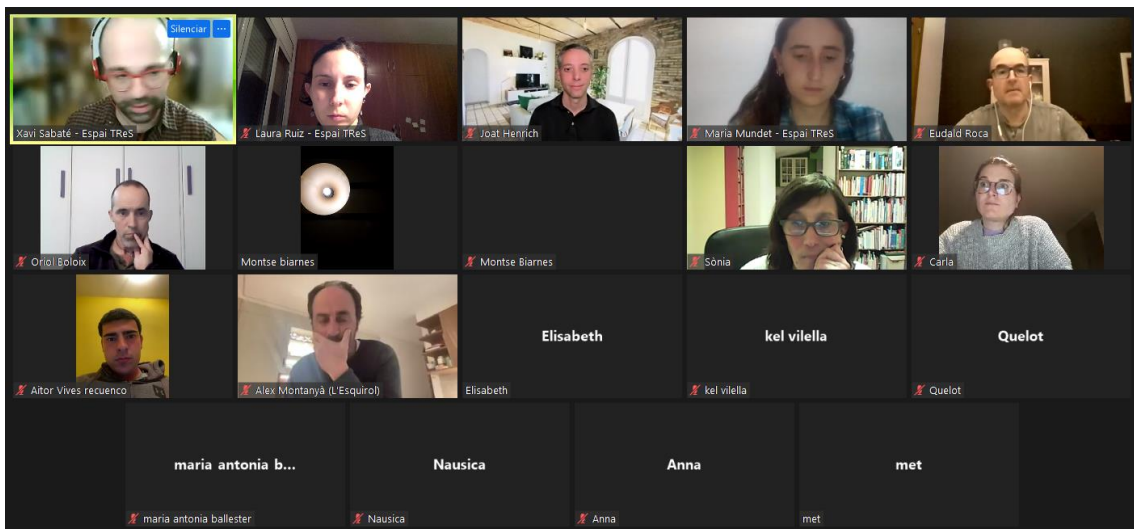 Silenciar ...
Xavi Sabaté - Espai TReS
Laura Ruiz - Espai TReS
Joat Henrich
Maria Mundet - Espai TReS
Eudald Roca
Oriol Boloix
Montse biarnes
Montse Biarnes
Sònia
Carla
Aitor Vives recuenco
Alex Montanyà (L'Esquirol)
Elisabeth
Elisabeth
kel vilella
kel vilella
Quelot
Quelot
maria antonia b...
maria antonia ballester
Nausica
Nausica
Anna
Anna
met
met